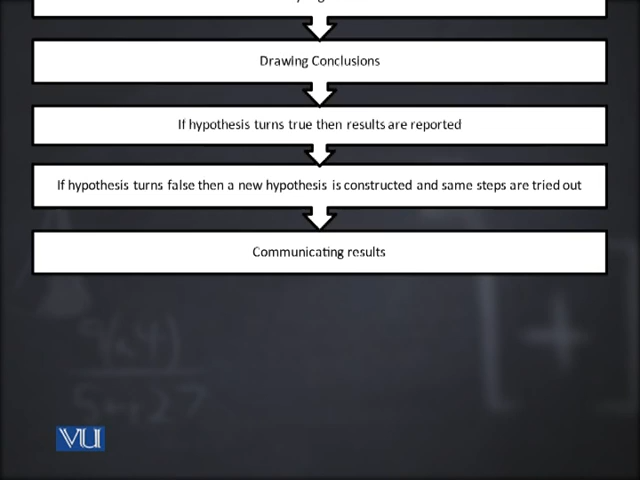 Drawing Conclusions
If hypothesis turns true then results are reported
If hypothesis turns false then a new hypothesis is constructed and same steps are tried out
Communicating results
VU